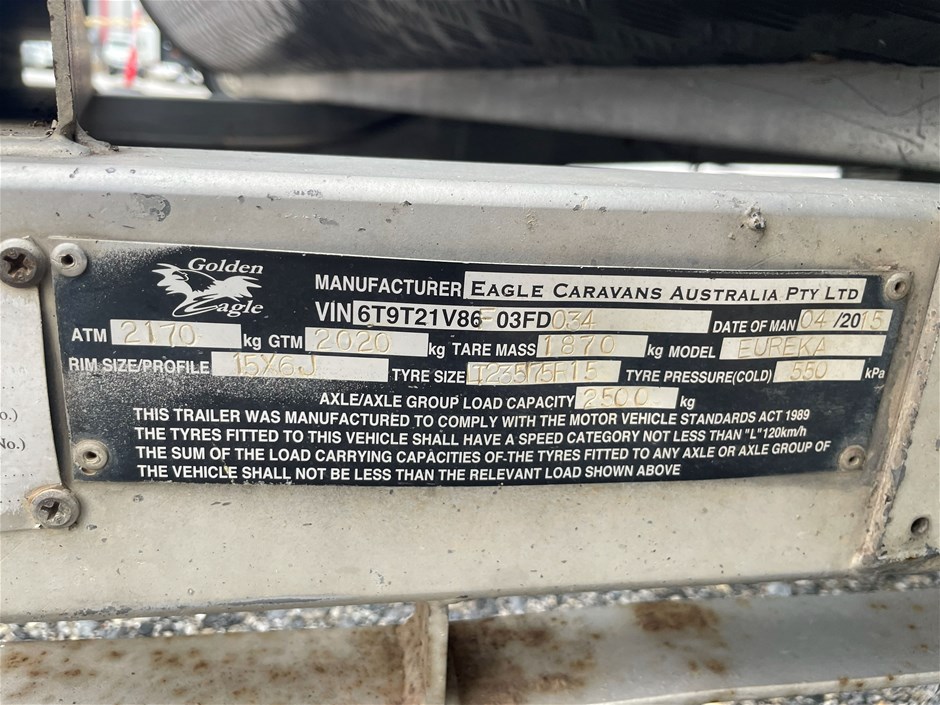 Golden
Eagle
MANUFACTURER EAGLE CARAVANS AUSTRALIA PTY LTD
VIN 6T9T21V86F03FD034 DATE OF MAN 04/2015
ATM 2170 kg GTM 2020 kg TARE MASS 1870 kg MODEL EUREKA
RIM SIZE/PROFILE 15X6J TYRE SIZE LT235/75R15 TYRE PRESSURE(COLD) 550 kPa
AXLE/AXLE GROUP LOAD CAPACITY 2500 kg
THIS TRAILER WAS MANUFACTURED TO COMPLY WITH THE MOTOR VEHICLE STANDARDS ACT 1989
THE TYRES FITTED TO THIS VEHICLE SHALL HAVE A SPEED CATEGORY NOT LESS THAN "L" 120km/h
THE SUM OF THE LOAD CARRYING CAPACITIES OF THE TYRES FITTED TO ANY AXLE OR AXLE GROUP OF
THE VEHICLE SHALL NOT BE LESS THAN THE RELEVANT LOAD SHOWN ABOVE
o.)
No.)